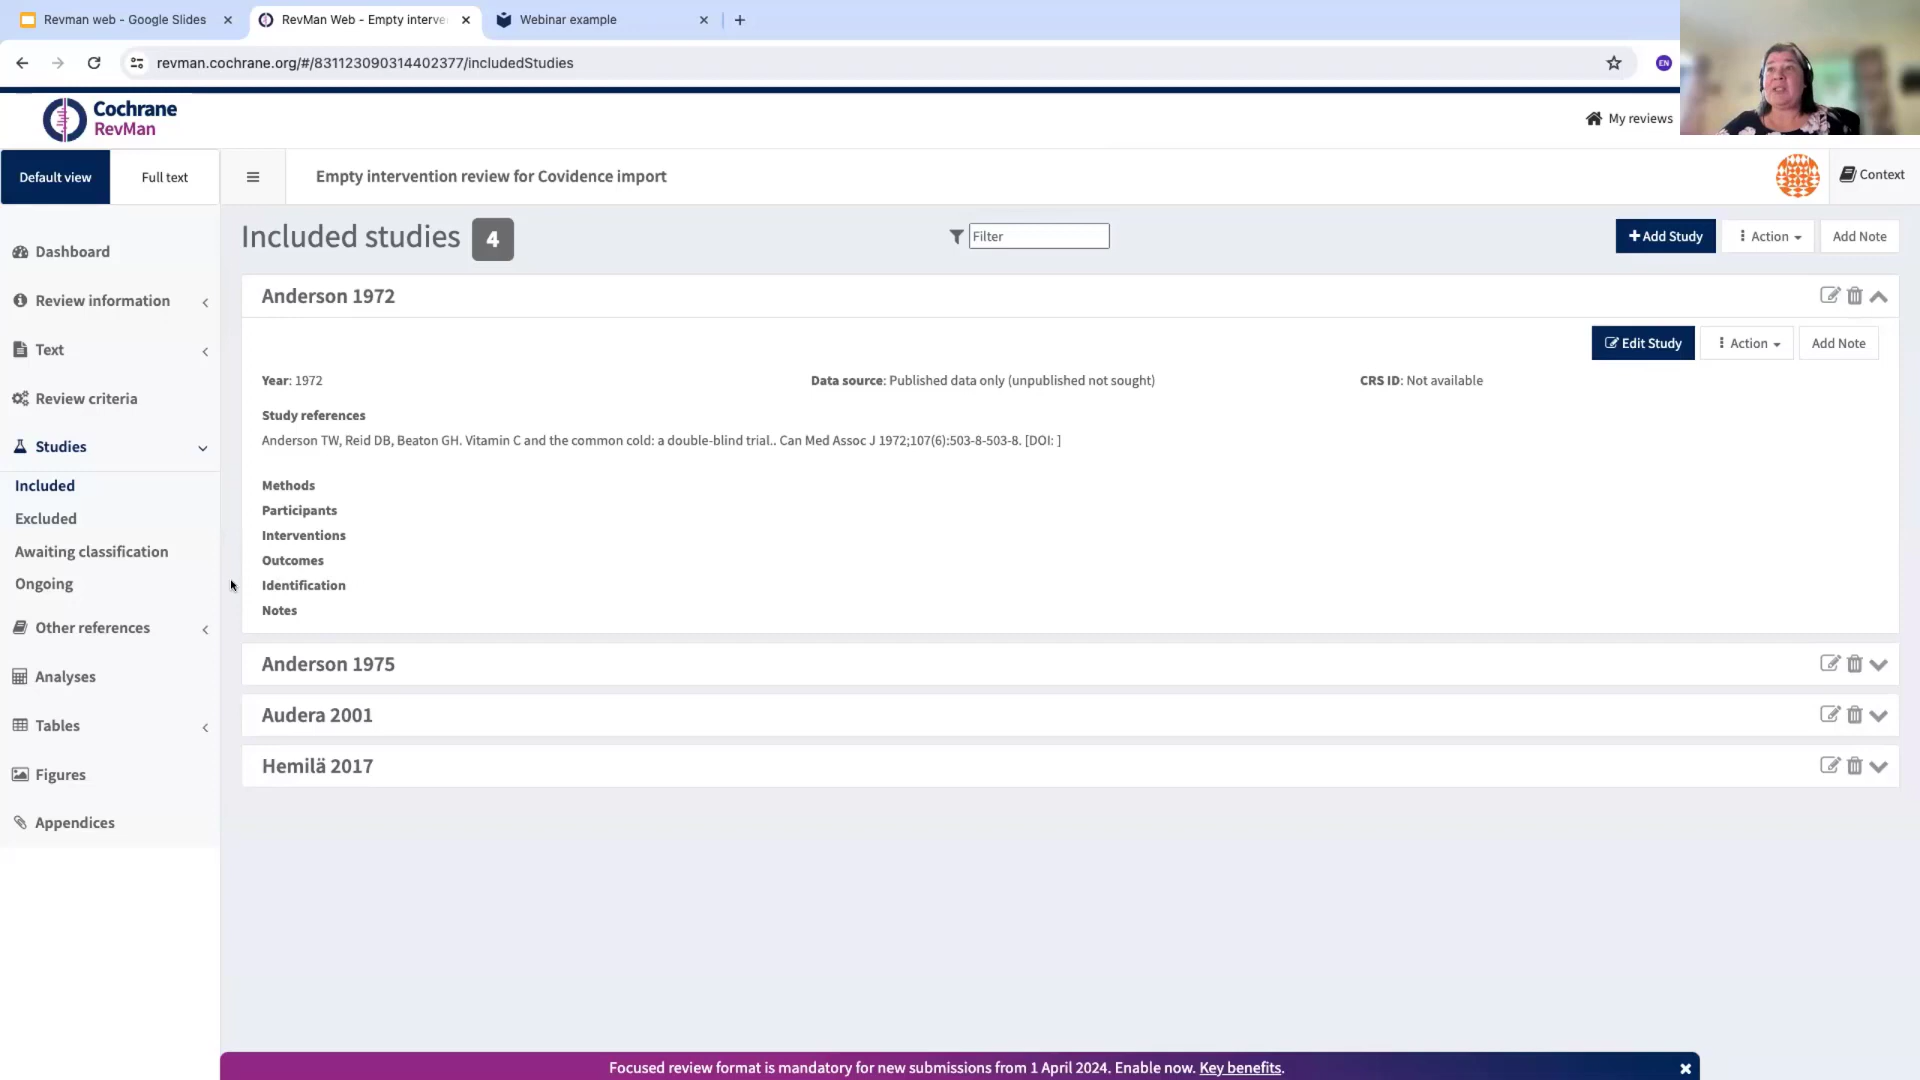 Revman web - Google Slides
RevMan Web - Empty interve
Webinar example
revman.cochrane.org/#/831123090314402377/includedStudies
EN
Cochrane
RevMan
My reviews
Default view
Full text
Empty intervention review for Covidence import
Context
Dashboard
Review information
Text
Review criteria
Studies
Included
Excluded
Awaiting classification
Ongoing
Other references
Analyses
Tables
Figures
Appendices
Included studies 4
Filter
Add Study
Action
Add Note
Anderson 1972
Edit Study
Action
Add Note
Year: 1972
Data source: Published data only (unpublished not sought)
CRS ID: Not available
Study references
Anderson TW, Reid DB, Beaton GH. Vitamin C and the common cold: a double-blind trial.. Can Med Assoc J 1972;107(6):503-8-503-8. [DOI: ]
Methods
Participants
Interventions
Outcomes
Identification
Notes
Anderson 1975
Audera 2001
Hemilä 2017
Focused review format is mandatory for new submissions from 1 April 2024. Enable now. Key benefits.